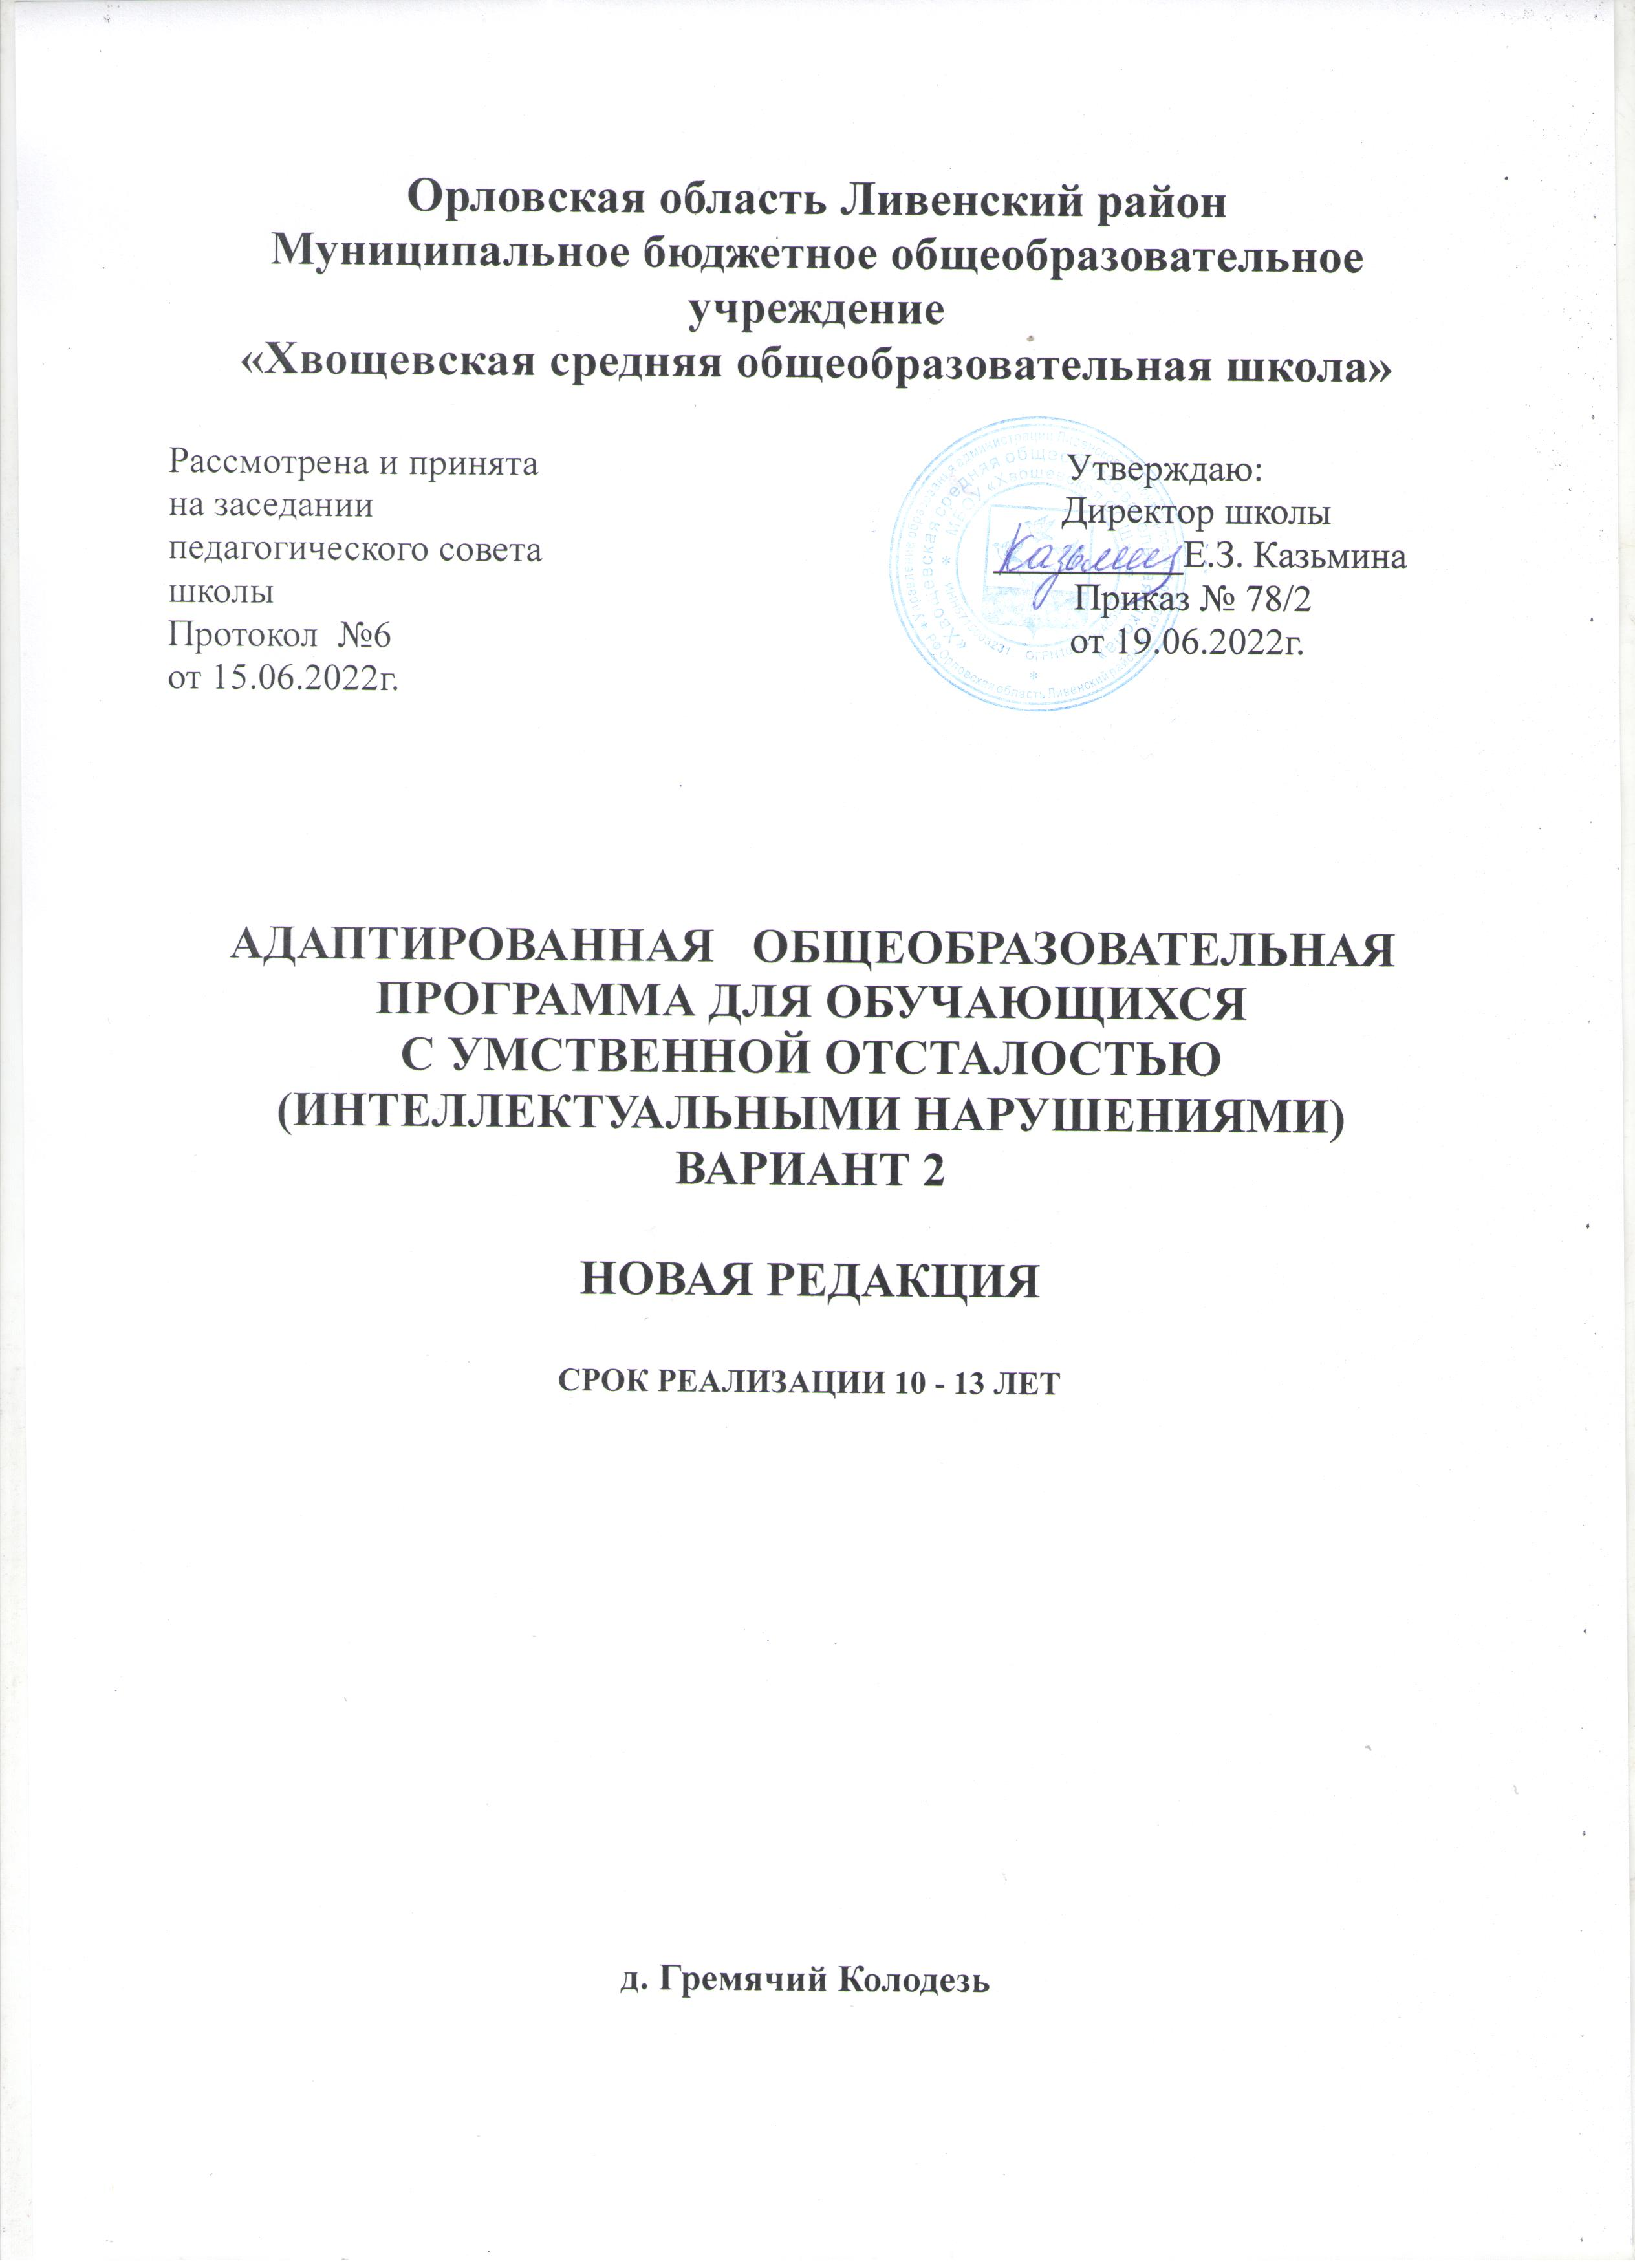 Орловская область Ливенский район
Муниципальное бюджетное общеобразовательное
учреждение
«Хвощевская средняя общеобразовательная школа»
Рассмотрена и принята
на заседании
педагогического совета
школы
Протокол №6
от 15.06.2022г.
Утверждаю:
Директор школы
Е.З. Казьмина
Приказ № 78/2
от 19.06.2022г.
АДАПТИРОВАННАЯ ОБЩЕОБРАЗОВАТЕЛЬНАЯ
ПРОГРАММА ДЛЯ ОБУЧАЮЩИХСЯ
С УМСТВЕННОЙ ОТСТАЛОСТЬЮ
(ИНТЕЛЛЕКТУАЛЬНЫМИ НАРУШЕНИЯМИ)
ВАРИАНТ 2
НОВАЯ РЕДАКЦИЯ
СРОК РЕАЛИЗАЦИИ 10 - 13 ЛЕТ
д. Гремячий Колодезь